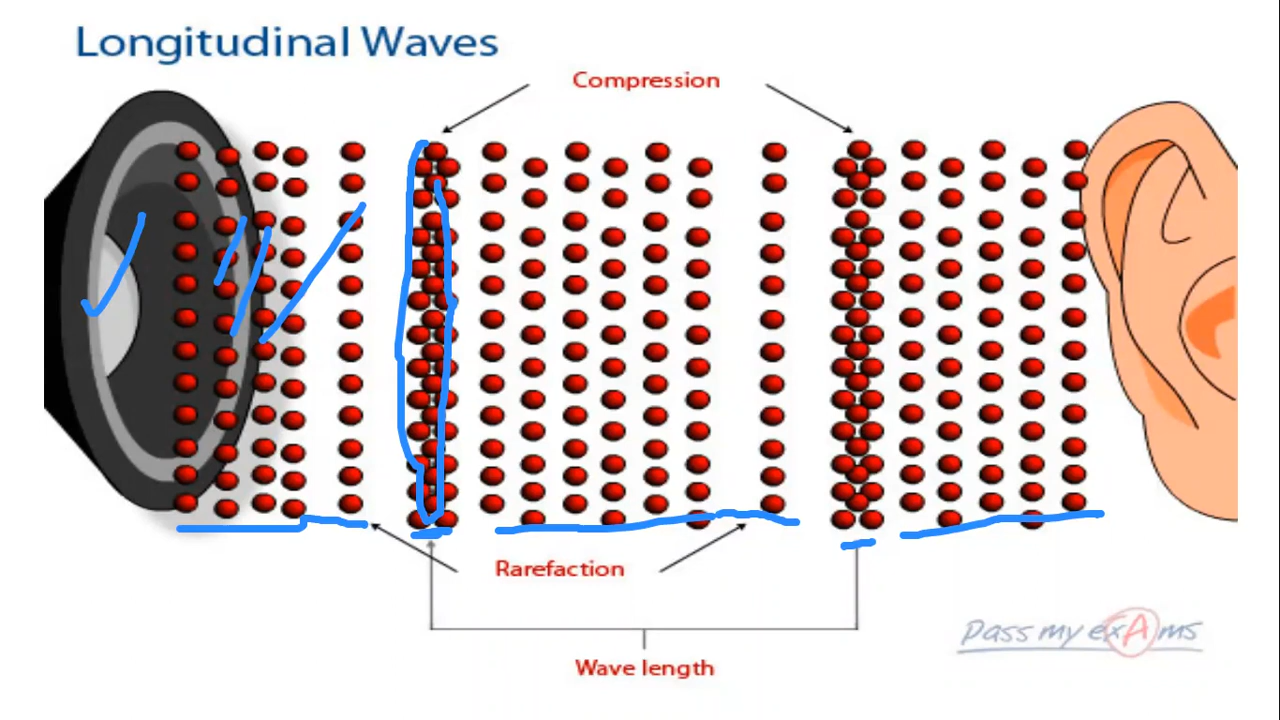 Longitudinal Waves
Compression
Rarefaction
Wave length
pass my exAms